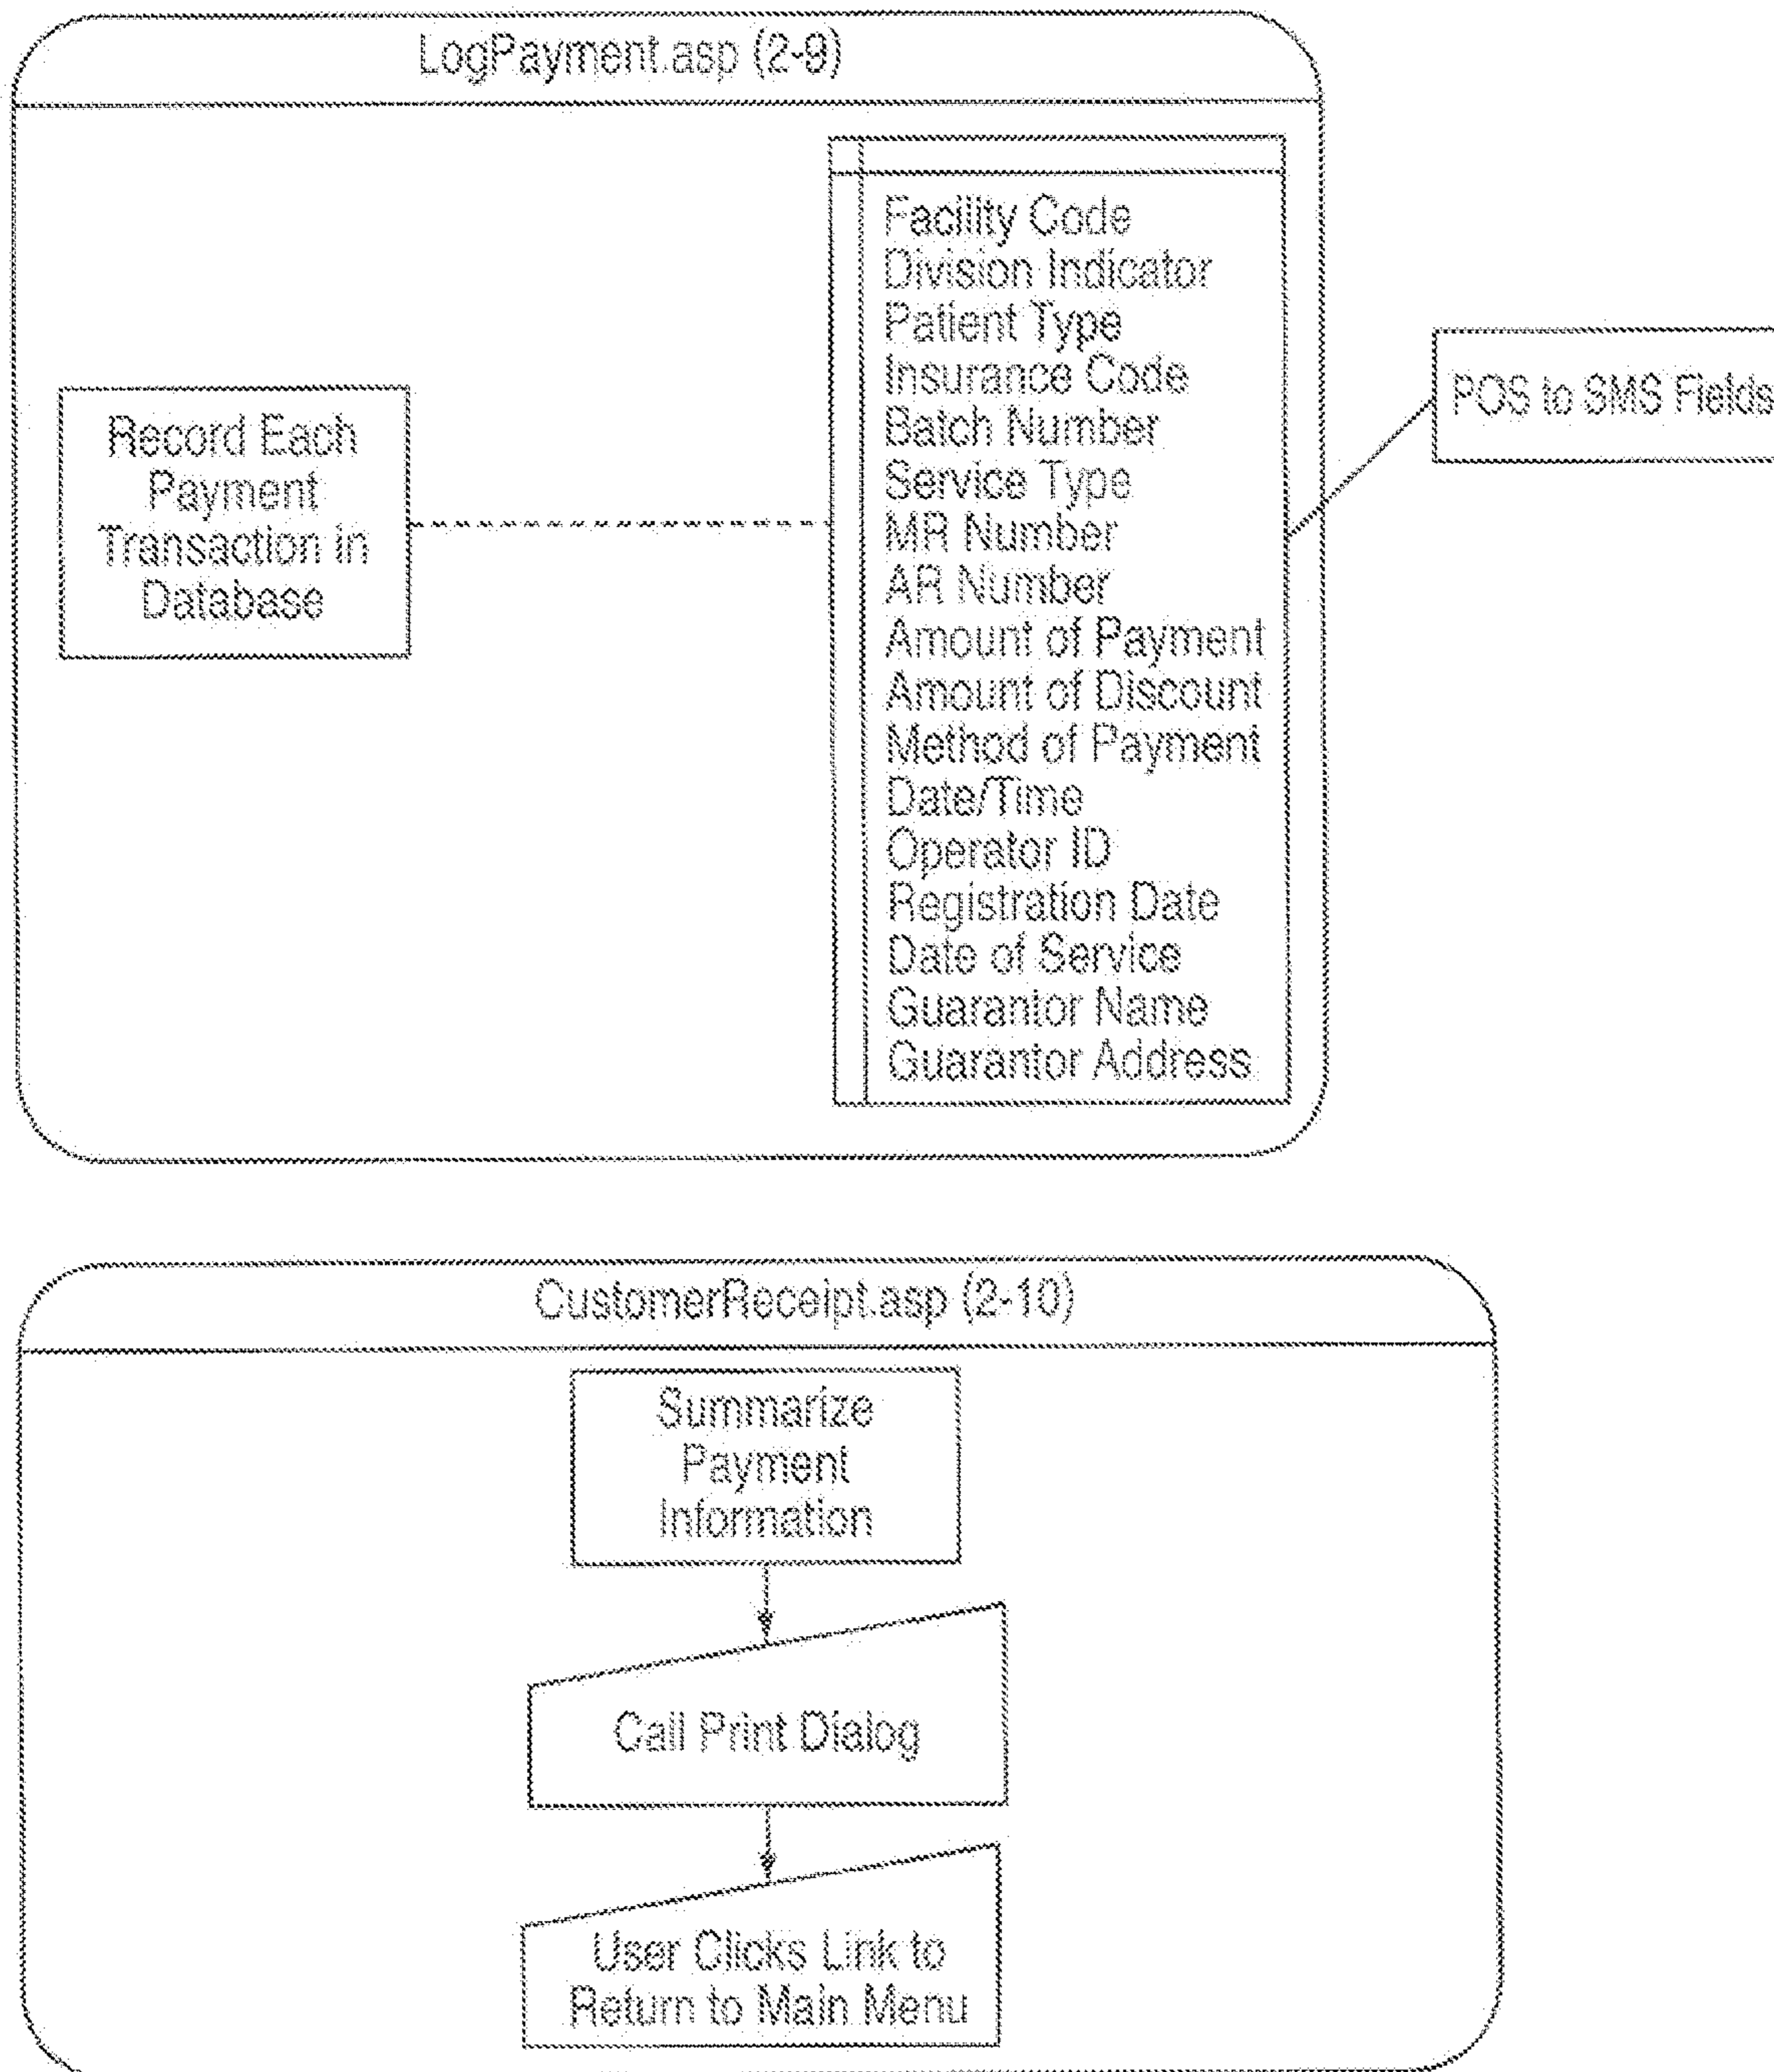 LogPayment.asp (2-9)
Record Each
Payment
Transaction in
Database
Facility Code
Division Indicator
Patient Type
Insurance Code
Batch Number
Service Type
MR Number
AR Number
Amount of Payment
Amount of Discount
Method of Payment
Date/Time
Operator ID
Registration Date
Date of Service
Guarantor Name
Guarantor Address
POS to SMS Fields
CustomerReceipt.asp (2-10)
Summarize
Payment
Information
Call Print Dialog
User Clicks Link to
Return to Main Menu